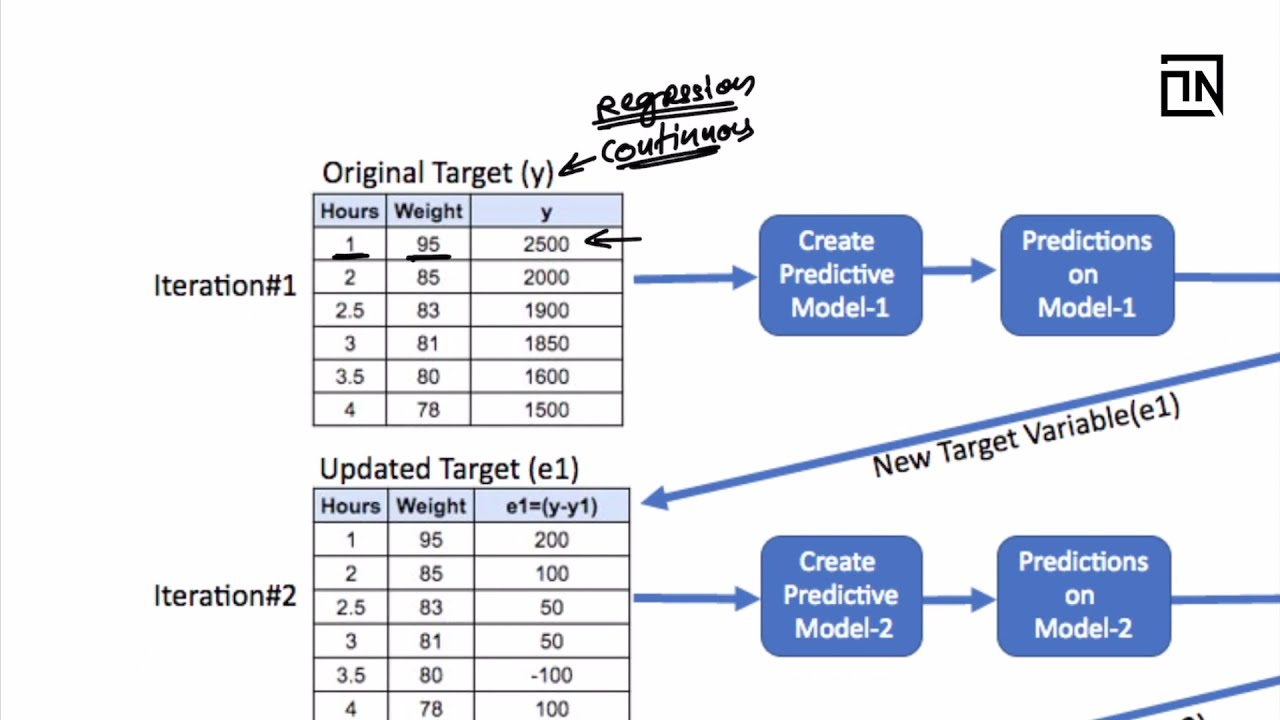 Regression
continuous
Original Target (y)
Hours Weight y
1 95 2500
2 85 2000
2.5 83 1900
3 81 1850
3.5 80 1600
4 78 1500
Iteration#1
Create
Predictive
Model-1
Predictions
on
Model-1
New Target Variable(e1)
Updated Target (e1)
Hours Weight e1=(y-y1)
1 95 200
2 85 100
2.5 83 50
3 81 50
3.5 80 -100
4 78 100
Iteration#2
Create
Predictive
Model-2
Predictions
on
Model-2